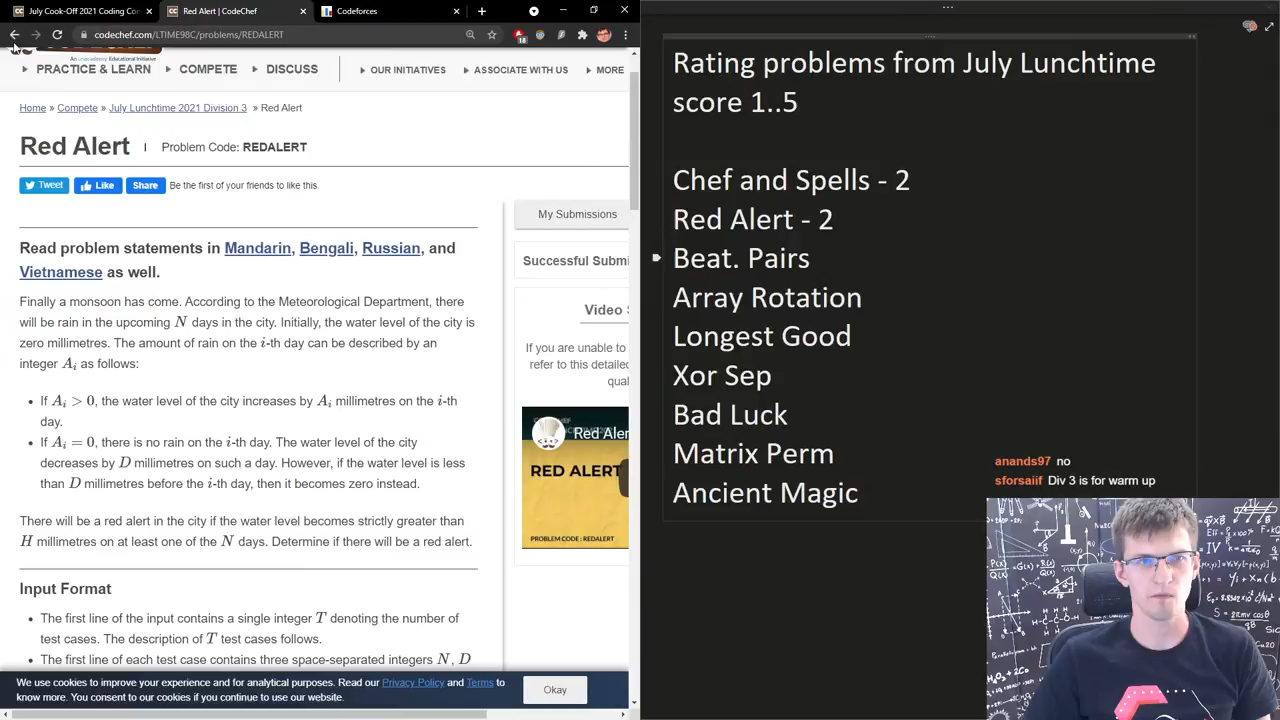 July Cook-Off 2021 Coding Con
Red Alert | CodeChef
Codeforces
codechef.com/LTIME98C/problems/REDALERT
18
An unacademy Educational Initiative
PRACTICE & LEARN
COMPETE
DISCUSS
OUR INITIATIVES
ASSOCIATE WITH US
MORE
Home » Compete » July Lunchtime 2021 Division 3 » Red Alert
Red Alert | Problem Code: REDALERT
Tweet
Like
Share
Be the first of your friends to like this.
Read problem statements in Mandarin, Bengali, Russian, and
Vietnamese as well.
Finally a monsoon has come. According to the Meteorological Department, there
will be rain in the upcoming N days in the city. Initially, the water level of the city is
zero millimetres. The amount of rain on the i-th day can be described by an
integer Ai as follows:
• If Ai > 0, the water level of the city increases by Ai millimetres on the i-th
day.
• If Ai = 0, there is no rain on the i-th day. The water level of the city
decreases by D millimetres on such a day. However, if the water level is less
than D millimetres before the i-th day, then it becomes zero instead.
There will be a red alert in the city if the water level becomes strictly greater than
H millimetres on at least one of the N days. Determine if there will be a red alert.
Input Format
• The first line of the input contains a single integer T denoting the number of
test cases. The description of T test cases follows.
• The first line of each test case contains three space-separated integers N, D
My Submissions
Successful Submi
Video S
If you are unable to
refer to this detailed
qual
Red Aler
RED ALERT
PROBLEM CODE : REDALERT
We use cookies to improve your experience and for analytical purposes. Read our Privacy Policy and Terms to
know more. You consent to our cookies if you continue to use our website.
Okay
Rating problems from July Lunchtime
score 1..5
Chef and Spells - 2
Red Alert - 2
Beat. Pairs
Array Rotation
Longest Good
Xor Sep
Bad Luck
Matrix Perm
Ancient Magic
anands97 no
sforsaiif Div 3 is for warm up